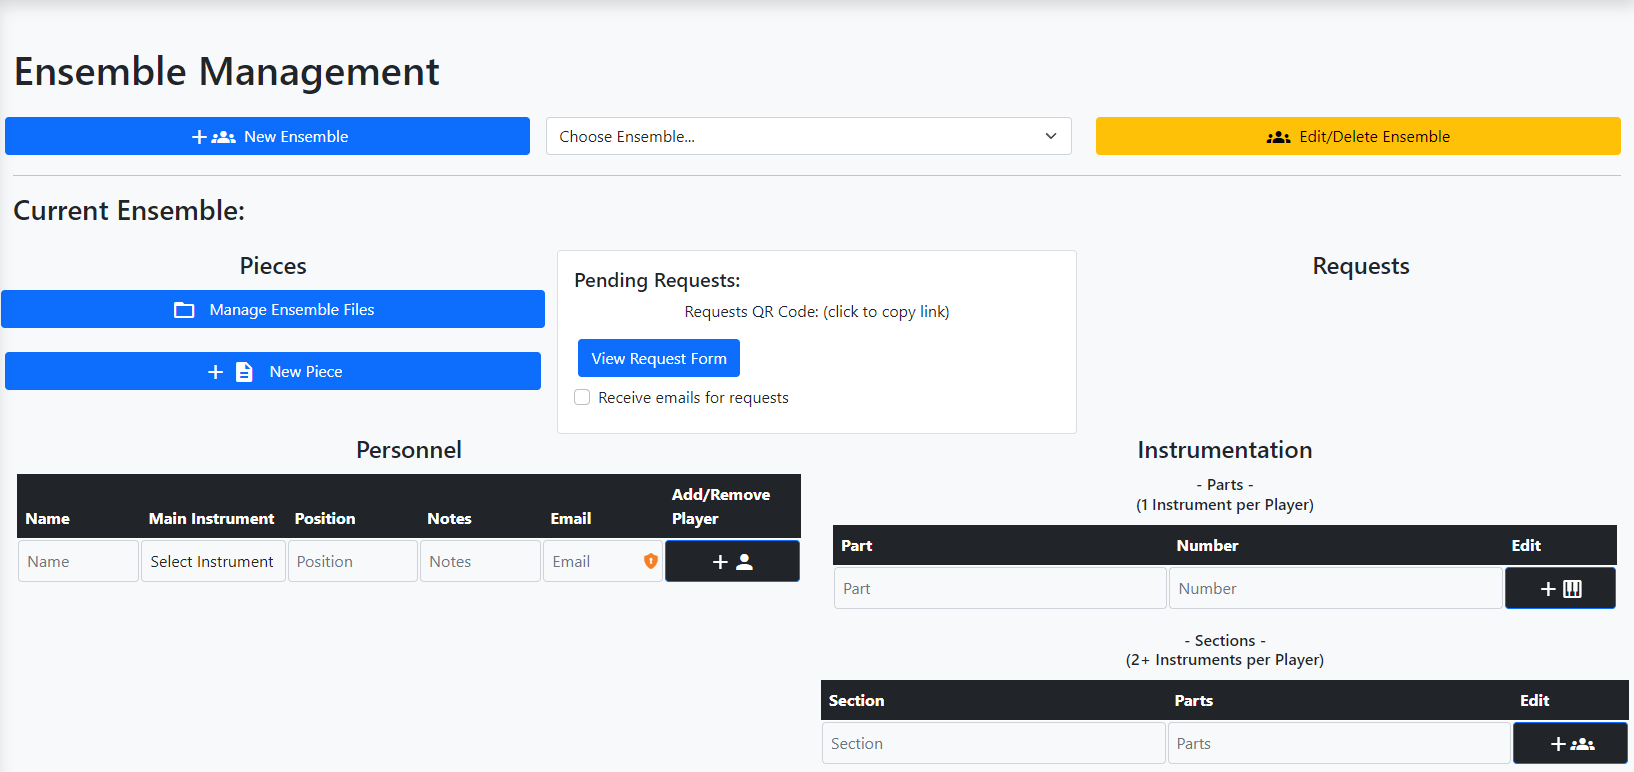 Ensemble Management
New Ensemble
Choose Ensemble...
Edit/Delete Ensemble
Current Ensemble:
Pieces
Manage Ensemble Files
New Piece
Pending Requests:
Requests QR Code: (click to copy link)
View Request Form
Receive emails for requests
Requests
Personnel
Name Main Instrument Position Notes Email Add/Remove Player
Name Select Instrument Position Notes Email
Instrumentation
- Parts -
(1 Instrument per Player)
Part Number Edit
Part Number
- Sections -
(2+ Instruments per Player)
Section Parts Edit
Section Parts